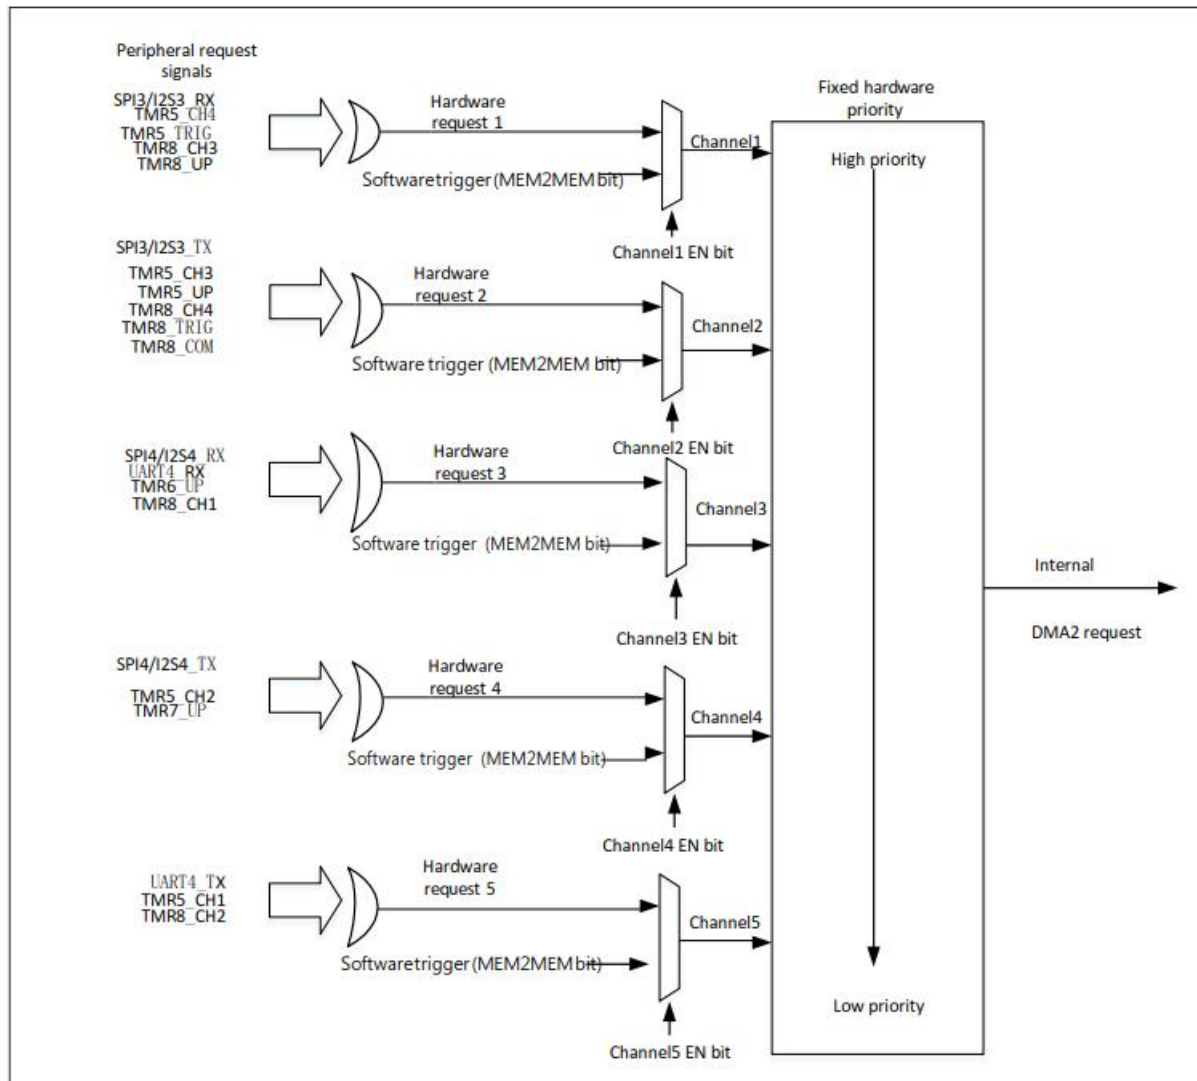 Peripheral request
signals
SPI3/I2S3_RX
TMR5_CH4
TMR5_TRIG
TMR8_CH3
TMR8_UP
Hardware
request 1
Softwaretrigger(MEM2MEM bit)
Channel1
Channel1 EN bit
Fixed hardware
priority
High priority
SPI3/I2S3_TX
TMR5_CH3
TMR5_UP
TMR8_CH4
TMR8_TRIG
TMR8_COM
Hardware
request 2
Software trigger (MEM2MEM bit)
Channel2
Channel2 EN bit
SPI4/I2S4_RX
UART4_RX
TMR6_UP
TMR8_CH1
Hardware
request 3
Software trigger (MEM2MEM bit)
Channel3
Channel3 EN bit
Internal
DMA2 request
SPI4/I2S4_TX
TMR5_CH2
TMR7_UP
Hardware
request 4
Software trigger (MEM2MEM bit)
Channel4
Channel4 EN bit
UART4_TX
TMR5_CH1
TMR8_CH2
Hardware
request 5
Softwaretrigger(MEM2MEM bit)
Channel5
Channel5 EN bit
Low priority